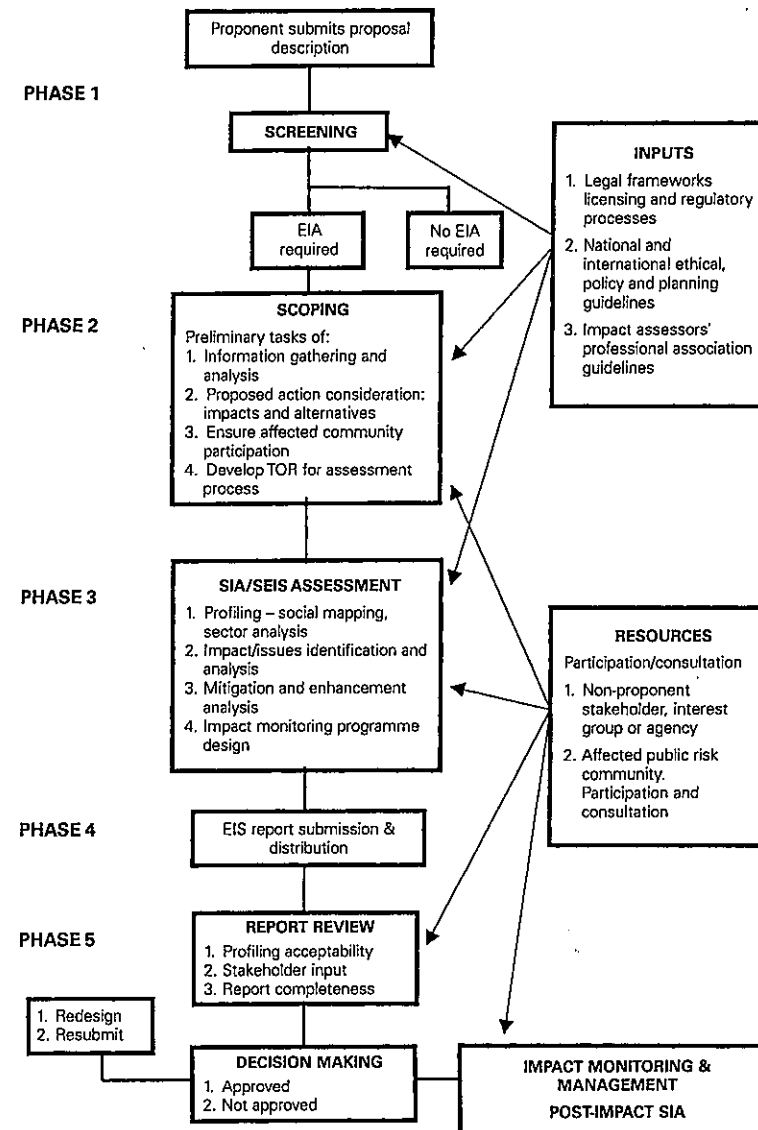 Proponent submits proposal
description
PHASE 1
SCREENING
EIA
required
No EIA
required
INPUTS
1. Legal frameworks
licensing and regulatory
processes
2. National and
international ethical,
policy and planning
guidelines
3. Impact assessors'
professional association
guidelines
PHASE 2
SCOPING
Preliminary tasks of:
1. Information gathering and
analysis
2. Proposed action consideration:
impacts and alternatives
3. Ensure affected community
participation
4. Develop TOR for assessment
process
PHASE 3
SIA/SEIS ASSESSMENT
1. Profiling – social mapping,
sector analysis
2. Impact/issues identification and
analysis
3. Mitigation and enhancement
analysis
4. Impact monitoring programme
design
RESOURCES
Participation/consultation
1. Non-proponent
stakeholder, interest
group or agency
2. Affected public risk
community.
Participation and
consultation
PHASE 4
EIS report submission &
distribution
PHASE 5
REPORT REVIEW
1. Profiling acceptability
2. Stakeholder input
3. Report completeness
1. Redesign
2. Resubmit
DECISION MAKING
1. Approved
2. Not approved
IMPACT MONITORING &
MANAGEMENT
POST-IMPACT SIA